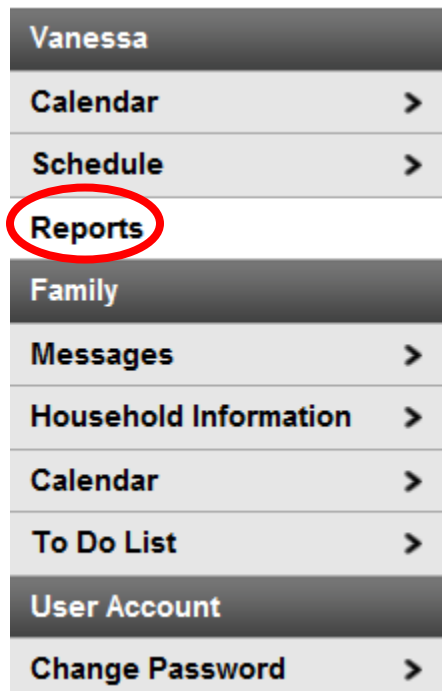 Vanessa
Calendar
Schedule
Reports
Family
Messages
Household Information
Calendar
To Do List
User Account
Change Password